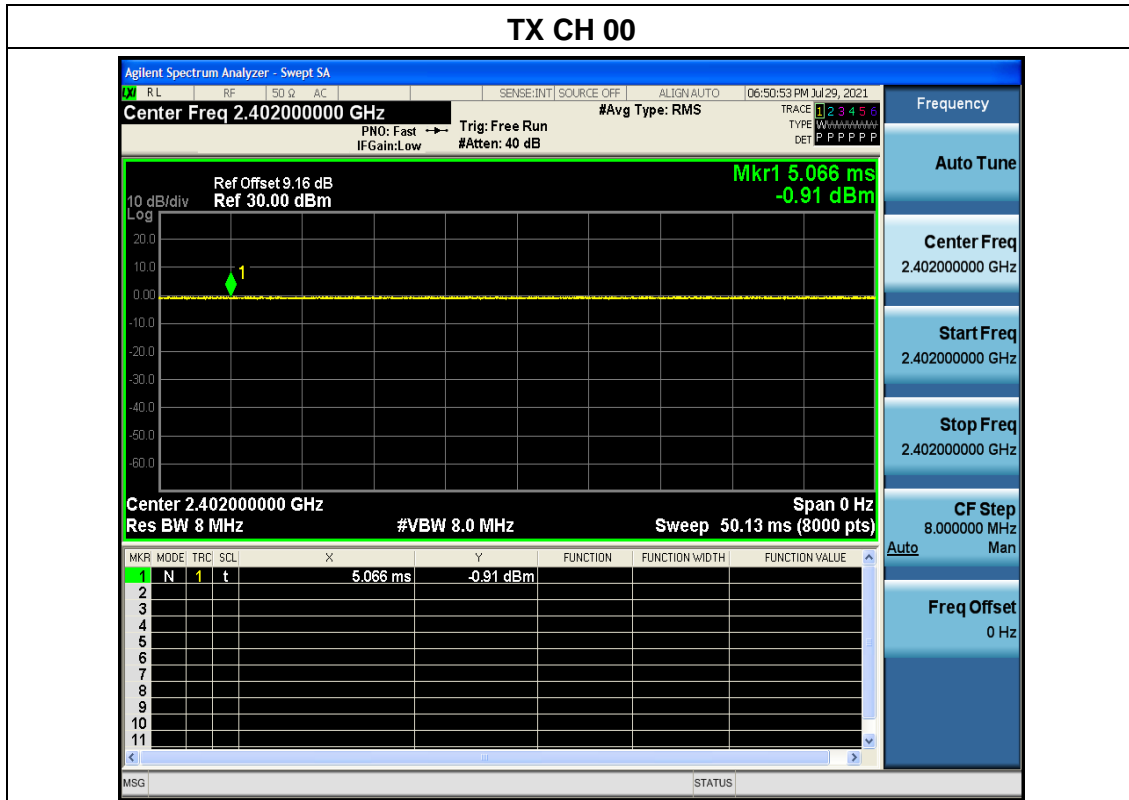 TX CH 00
Agilent Spectrum Analyzer - Swept SA
LXI RL RF 50 Ω AC SENSE:INT SOURCE OFF ALIGN AUTO 06:50:53 PM Jul 29, 2021
Center Freq 2.402000000 GHz
PNO: Fast
IFGain:Low
Trig: Free Run
#Atten: 40 dB
#Avg Type: RMS
TRACE 1 2 3 4 5 6
TYPE WWWWWW
DET P P P P P P
Ref Offset 9.16 dB
Ref 30.00 dBm
10 dB/div
Log
Mkr1 5.066 ms
-0.91 dBm
20.0
10.0
1
0.00
-10.0
-20.0
-30.0
-40.0
-50.0
-60.0
Center 2.402000000 GHz Span 0 Hz
Res BW 8 MHz #VBW 8.0 MHz Sweep 50.13 ms (8000 pts)
MKR MODE TRC SCL X Y FUNCTION FUNCTION WIDTH FUNCTION VALUE
1 N 1 t 5.066 ms -0.91 dBm
2
3
4
5
6
7
8
9
10
11
MSG STATUS
Frequency
Auto Tune
Center Freq
2.402000000 GHz
Start Freq
2.402000000 GHz
Stop Freq
2.402000000 GHz
CF Step
8.000000 MHz
Auto Man
Freq Offset
0 Hz